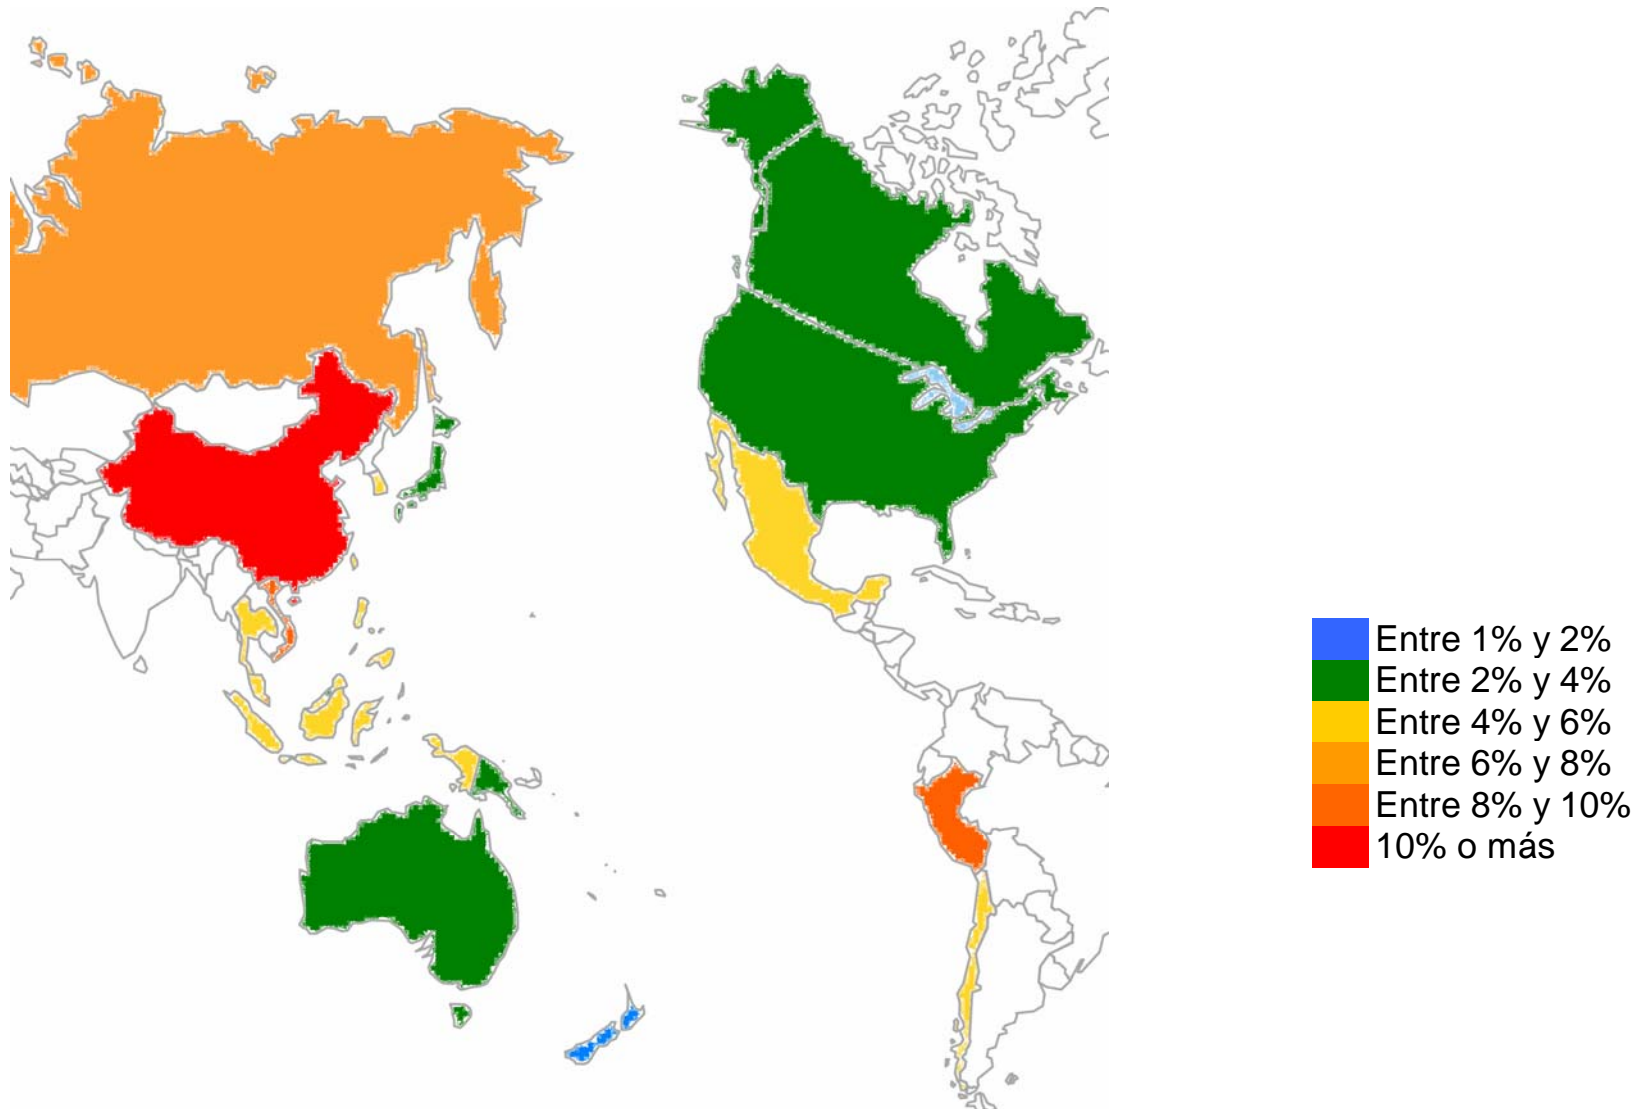 Entre 1% y 2%
Entre 2% y 4%
Entre 4% y 6%
Entre 6% y 8%
Entre 8% y 10%
10% o más